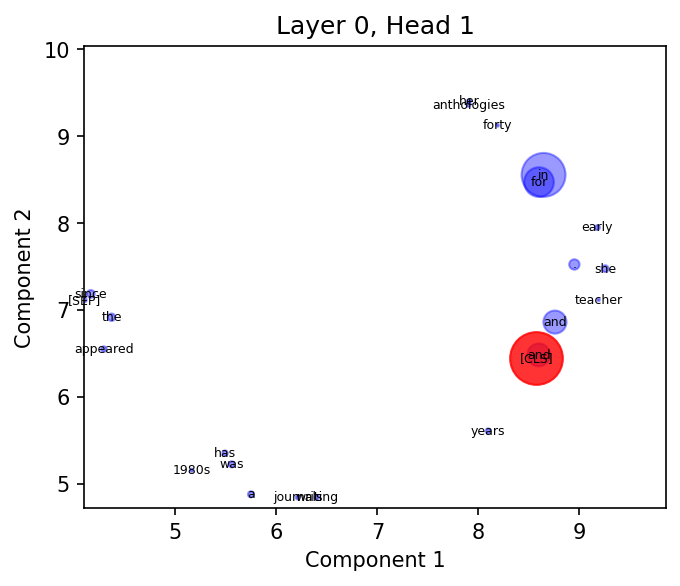 Layer 0, Head 1
10
her
anthologies
9
forty
in
for
8
early
she
since
[SEP]
teacher
7
the
and
appeared
and
[CLS]
6
years
has
was
1980s
5
a
journals
5
6
7
8
9
Component 1
Component 2